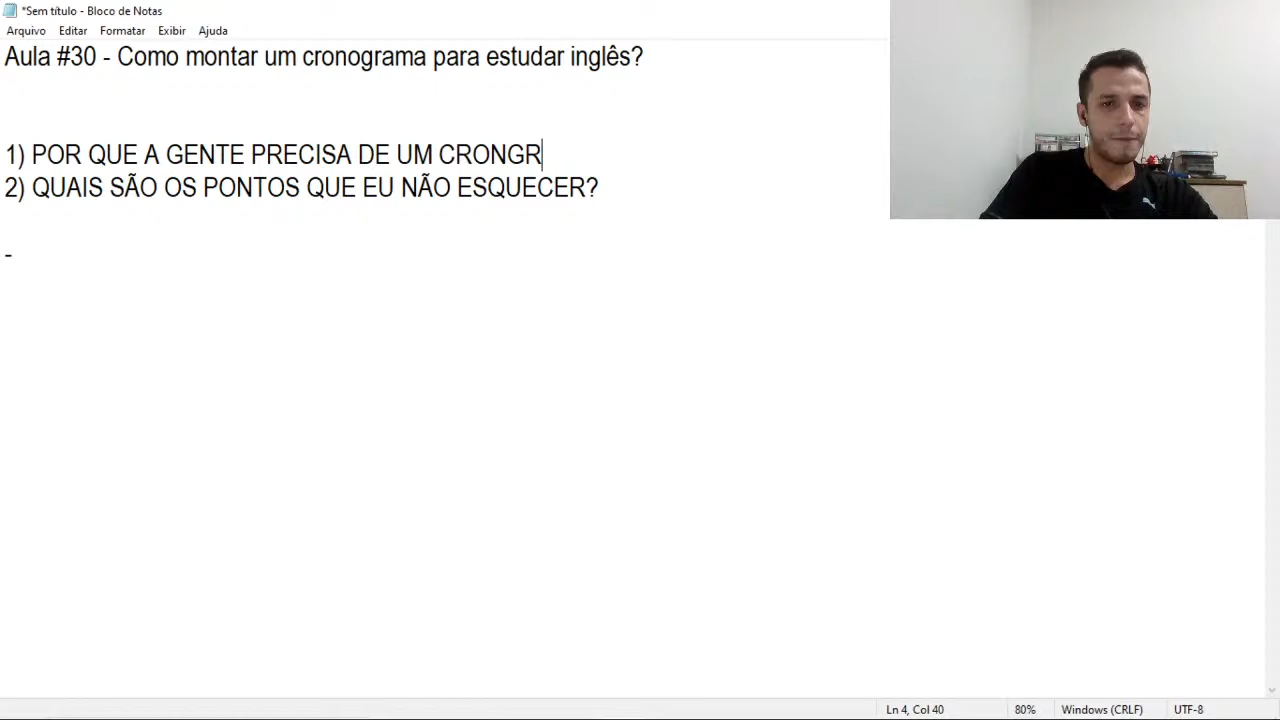 *Sem título - Bloco de Notas
Arquivo Editar Formatar Exibir Ajuda
Aula #30 - Como montar um cronograma para estudar inglês?
1) POR QUE A GENTE PRECISA DE UM CRONGR
2) QUAIS SÃO OS PONTOS QUE EU NÃO ESQUECER?
-
Ln 4, Col 40 80% Windows (CRLF) UTF-8